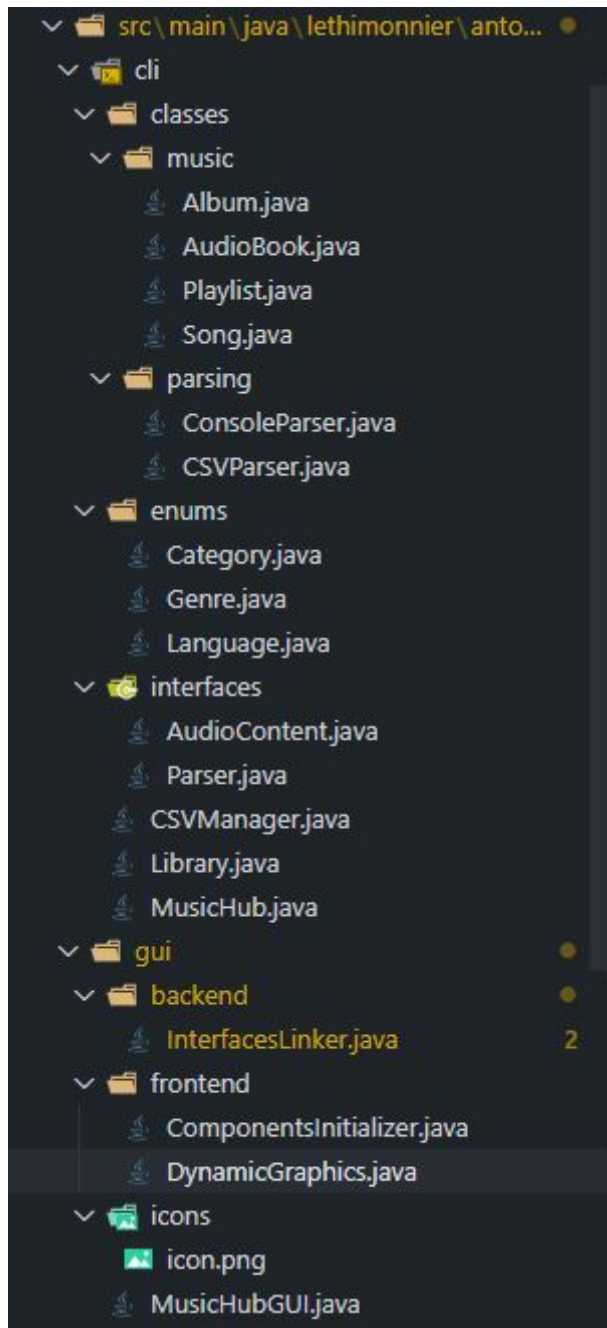 src\main\java\lethimonnier\anto...
cli
classes
music
Album.java
AudioBook.java
Playlist.java
Song.java
parsing
ConsoleParser.java
CSVParser.java
enums
Category.java
Genre.java
Language.java
interfaces
AudioContent.java
Parser.java
CSVManager.java
Library.java
MusicHub.java
gui
backend
InterfacesLinker.java 2
frontend
ComponentsInitializer.java
DynamicGraphics.java
icons
icon.png
MusicHubGUI.java